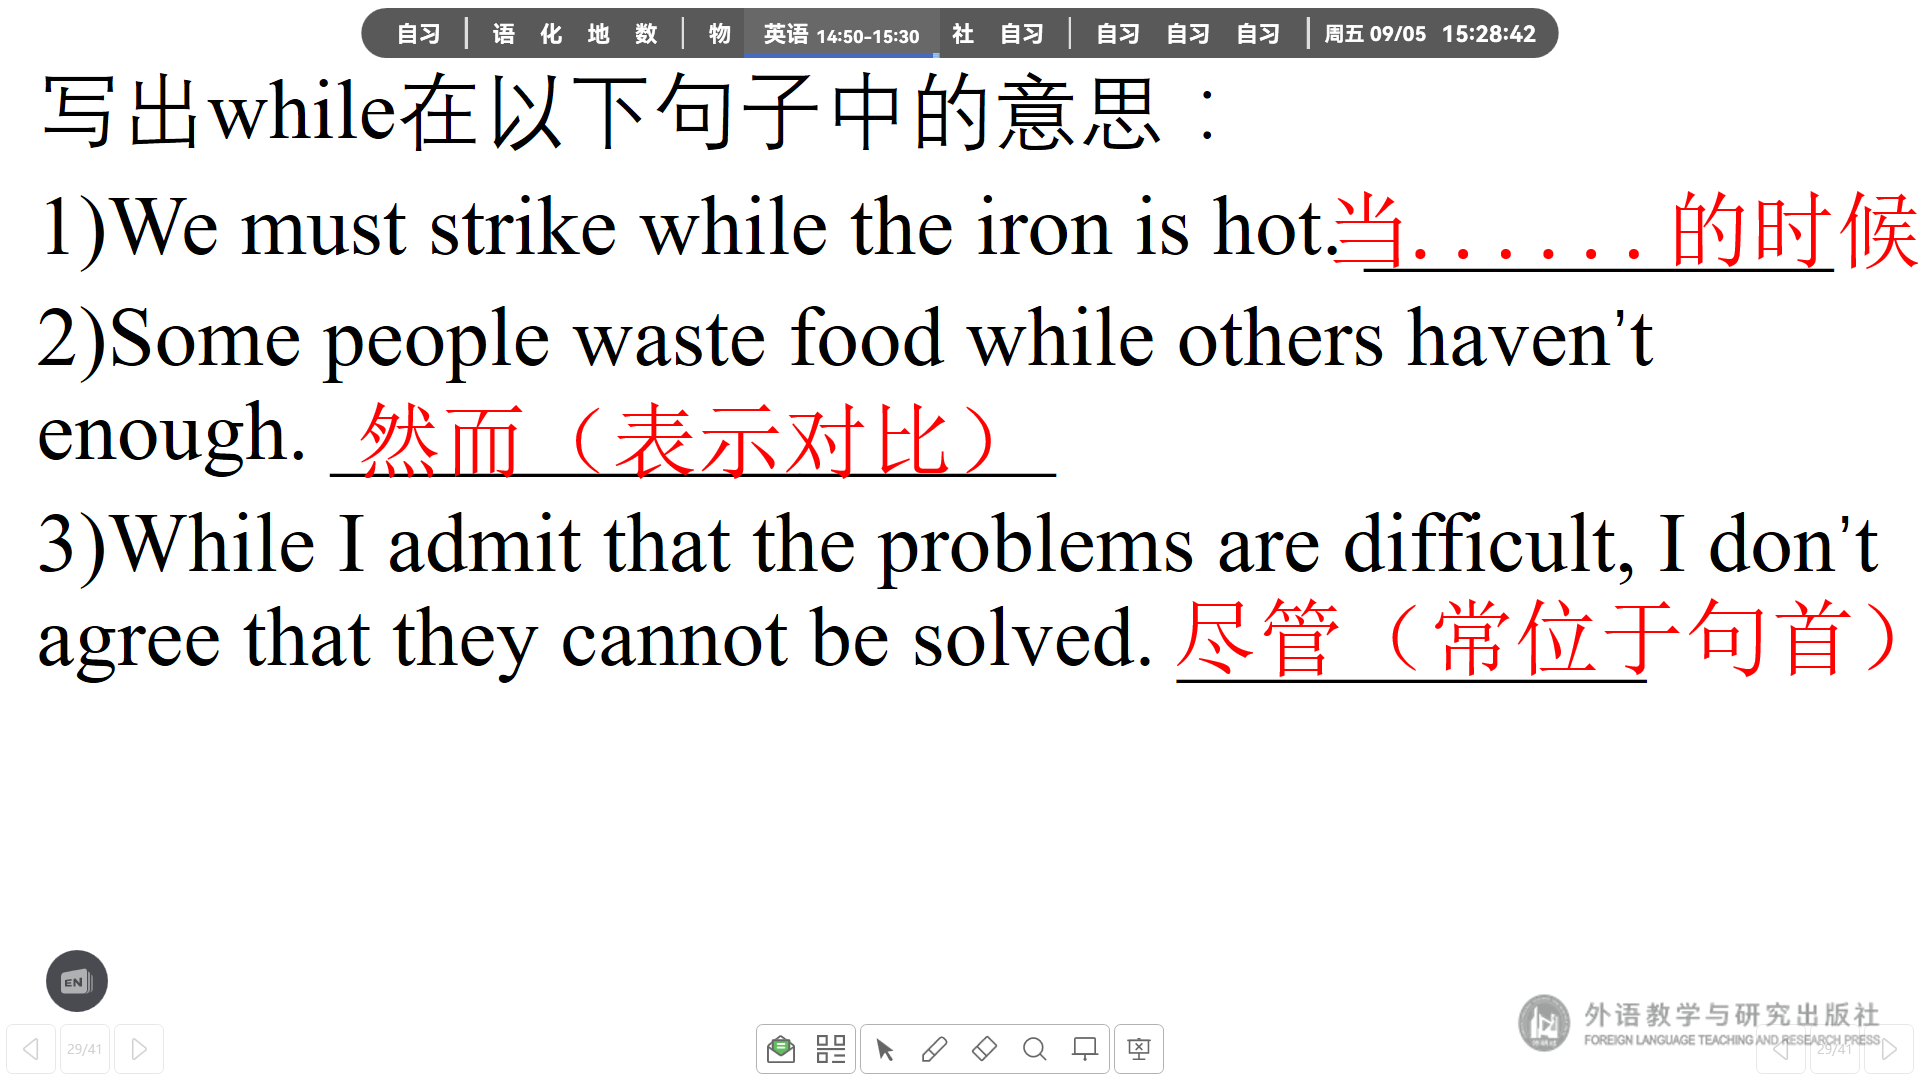 自习 | 语 化 地 数 | 物 英语 14:50-15:30 社 自习 | 自习 自习 自习 | 周五 09/05 15:28:42
写出while在以下句子中的意思：
1)We must strike while the iron is hot. 当......的时候
2)Some people waste food while others haven’t
enough. 然而（表示对比）
3)While I admit that the problems are difficult, I don’t
agree that they cannot be solved. 尽管（常位于句首）
EN
外语教学与研究出版社
FOREIGN LANGUAGE TEACHING AND RESEARCH PRESS
29/41
29/41